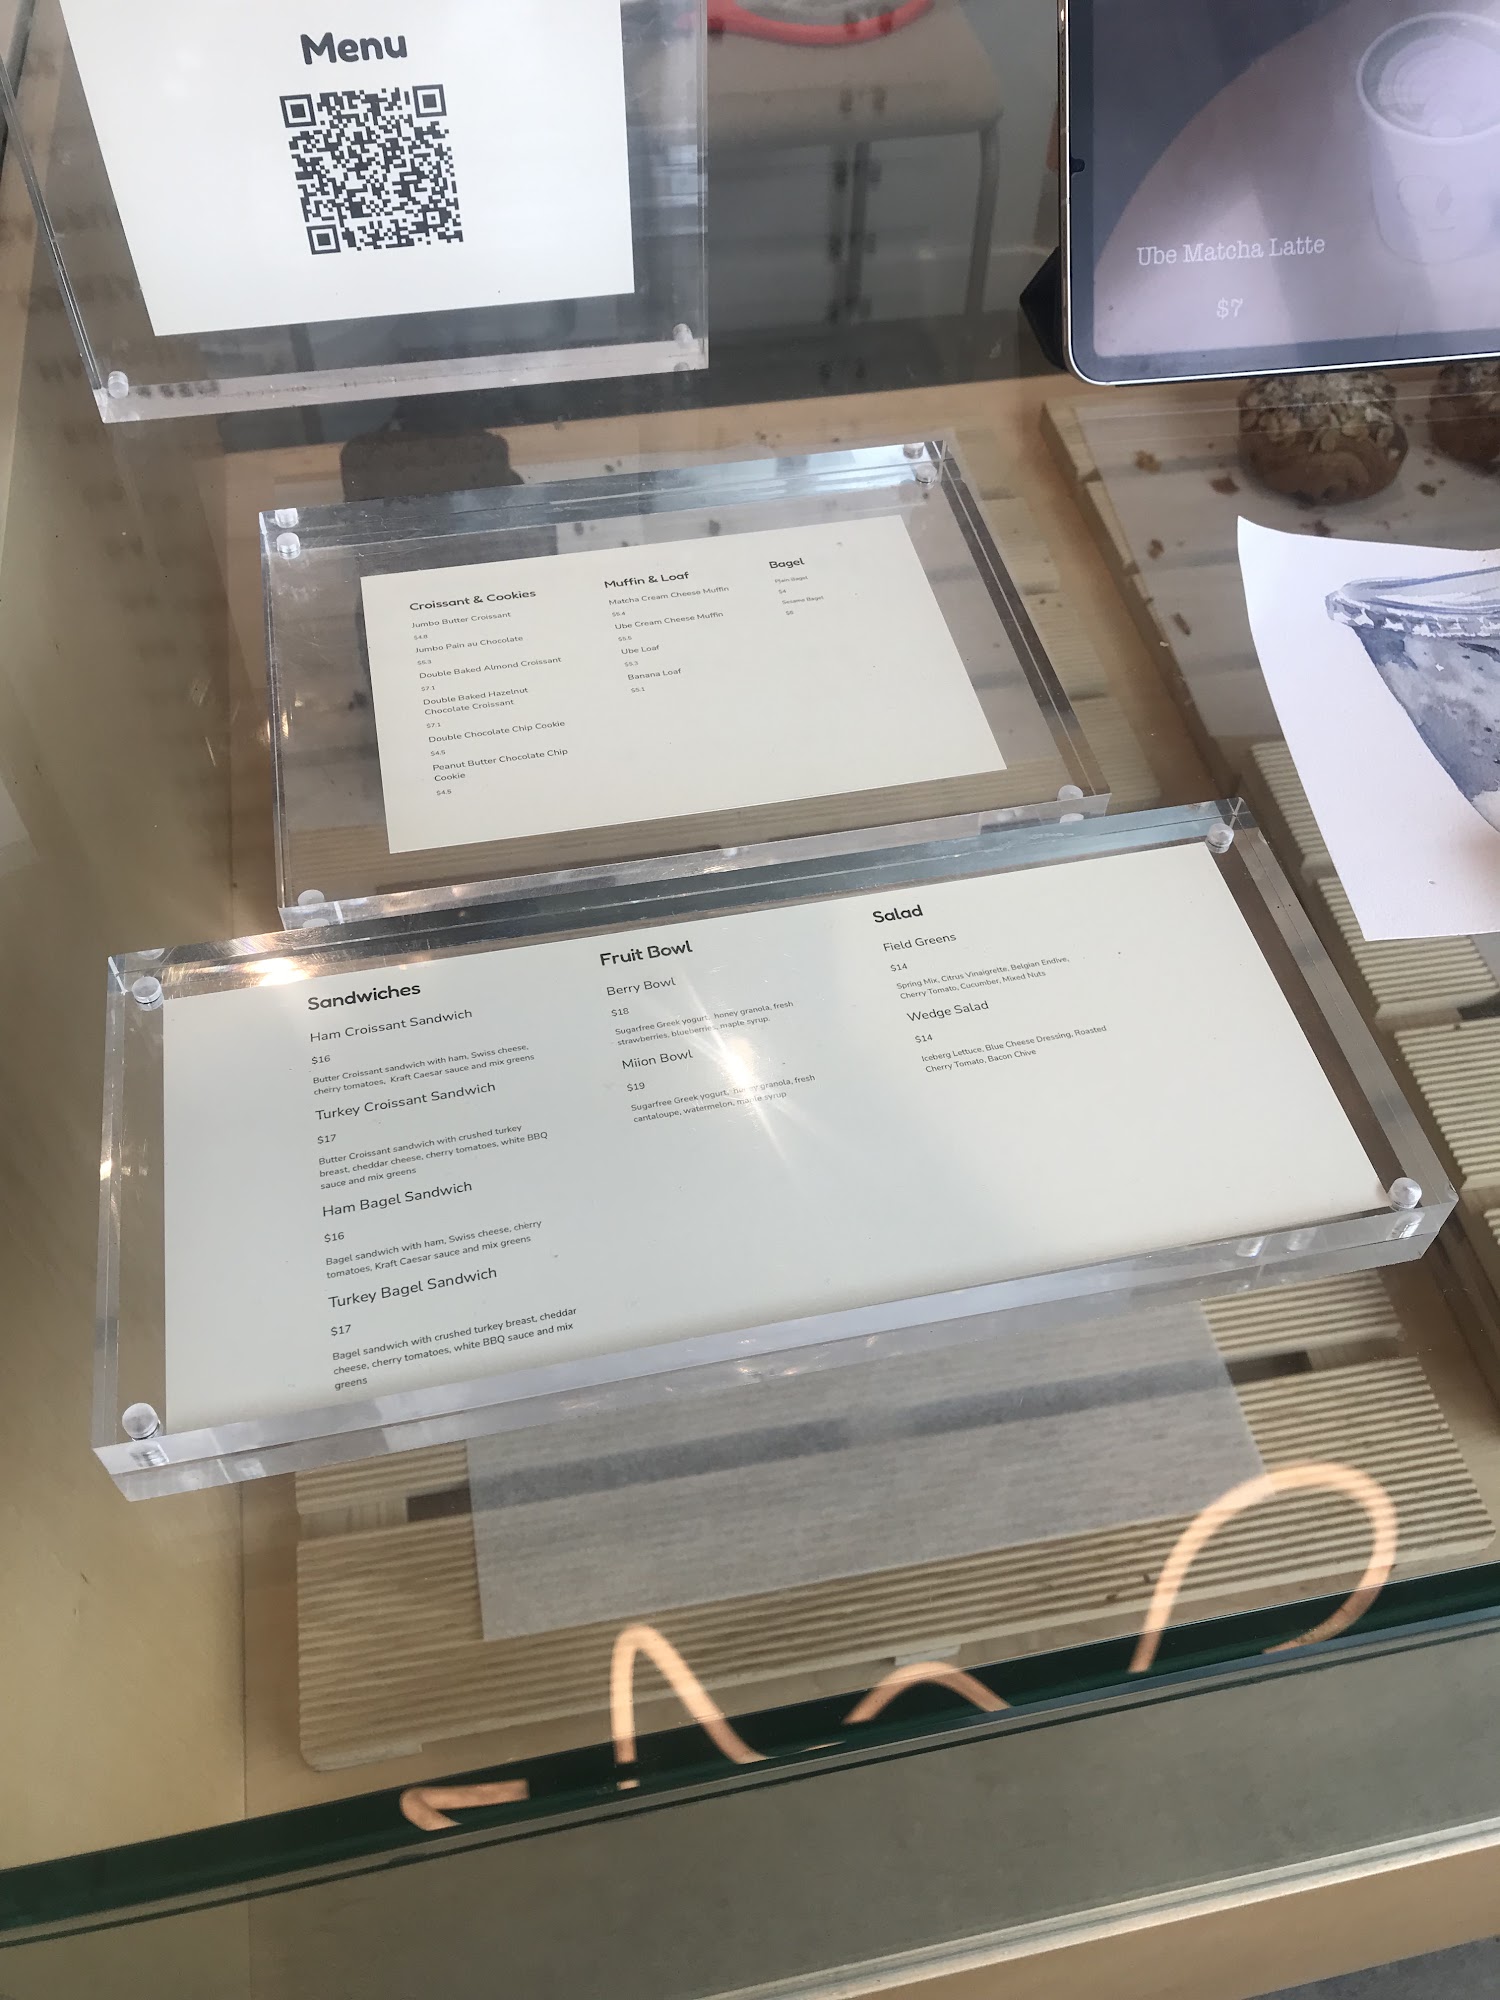 Menu
Ube Matcha Latte
$7
Croissant & Cookies
Jumbo Butter Croissant
$4.8
Jumbo Pain au Chocolate
$5.3
Double Baked Almond Croissant
$7.1
Double Baked Hazelnut
Chocolate Croissant
$7.1
Double Chocolate Chip Cookie
$4.5
Peanut Butter Chocolate Chip
Cookie
$4.5
Muffin & Loaf
Matcha Cream Cheese Muffin
$5.4
Ube Cream Cheese Muffin
$5.5
Ube Loaf
$5.3
Banana Loaf
$5.1
Bagel
Plain Bagel
$4
Sesame Bagel
Sandwiches
Ham Croissant Sandwich
$16
Butter Croissant sandwich with ham, Swiss cheese,
cherry tomatoes, Kraft Caesar sauce and mix greens
Turkey Croissant Sandwich
$17
Butter Croissant sandwich with crushed turkey
breast, cheddar cheese, cherry tomatoes, white BBQ
sauce and mix greens
Ham Bagel Sandwich
$16
Bagel sandwich with ham, Swiss cheese, cherry
tomatoes, Kraft Caesar sauce and mix greens
Turkey Bagel Sandwich
$17
Bagel sandwich with crushed turkey breast, cheddar
cheese, cherry tomatoes, white BBQ sauce and mix
greens
Fruit Bowl
Berry Bowl
$18
Sugarfree Greek yogurt, honey granola, fresh
strawberries, blueberries, maple syrup
Miion Bowl
$19
Sugarfree Greek yogurt, honey granola, fresh
cantaloupe, watermelon, maple syrup
Salad
Field Greens
$14
Spring Mix, Citrus Vinaigrette, Belgian Endive,
Cherry Tomato, Cucumber, Mixed Nuts
Wedge Salad
$14
Iceberg Lettuce, Blue Cheese Dressing, Roasted
Cherry Tomato, Bacon Chive